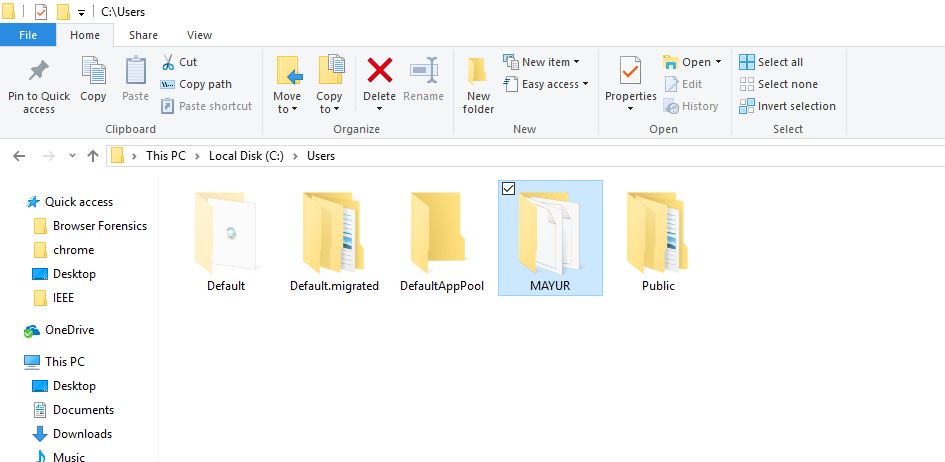 C:\Users
File Home Share View
Pin to Quick access
Copy
Paste
Cut
Copy path
Paste shortcut
Clipboard
Move to
Copy to
Delete
Rename
Organize
New folder
New item
Easy access
New
Properties
Open
Edit
History
Open
Select all
Select none
Invert selection
Select
This PC Local Disk (C:) Users
Quick access
Browser Forensics
chrome
Desktop
IEEE
OneDrive
This PC
Desktop
Documents
Downloads
Music
Default
Default.migrated
DefaultAppPool
MAYUR
Public